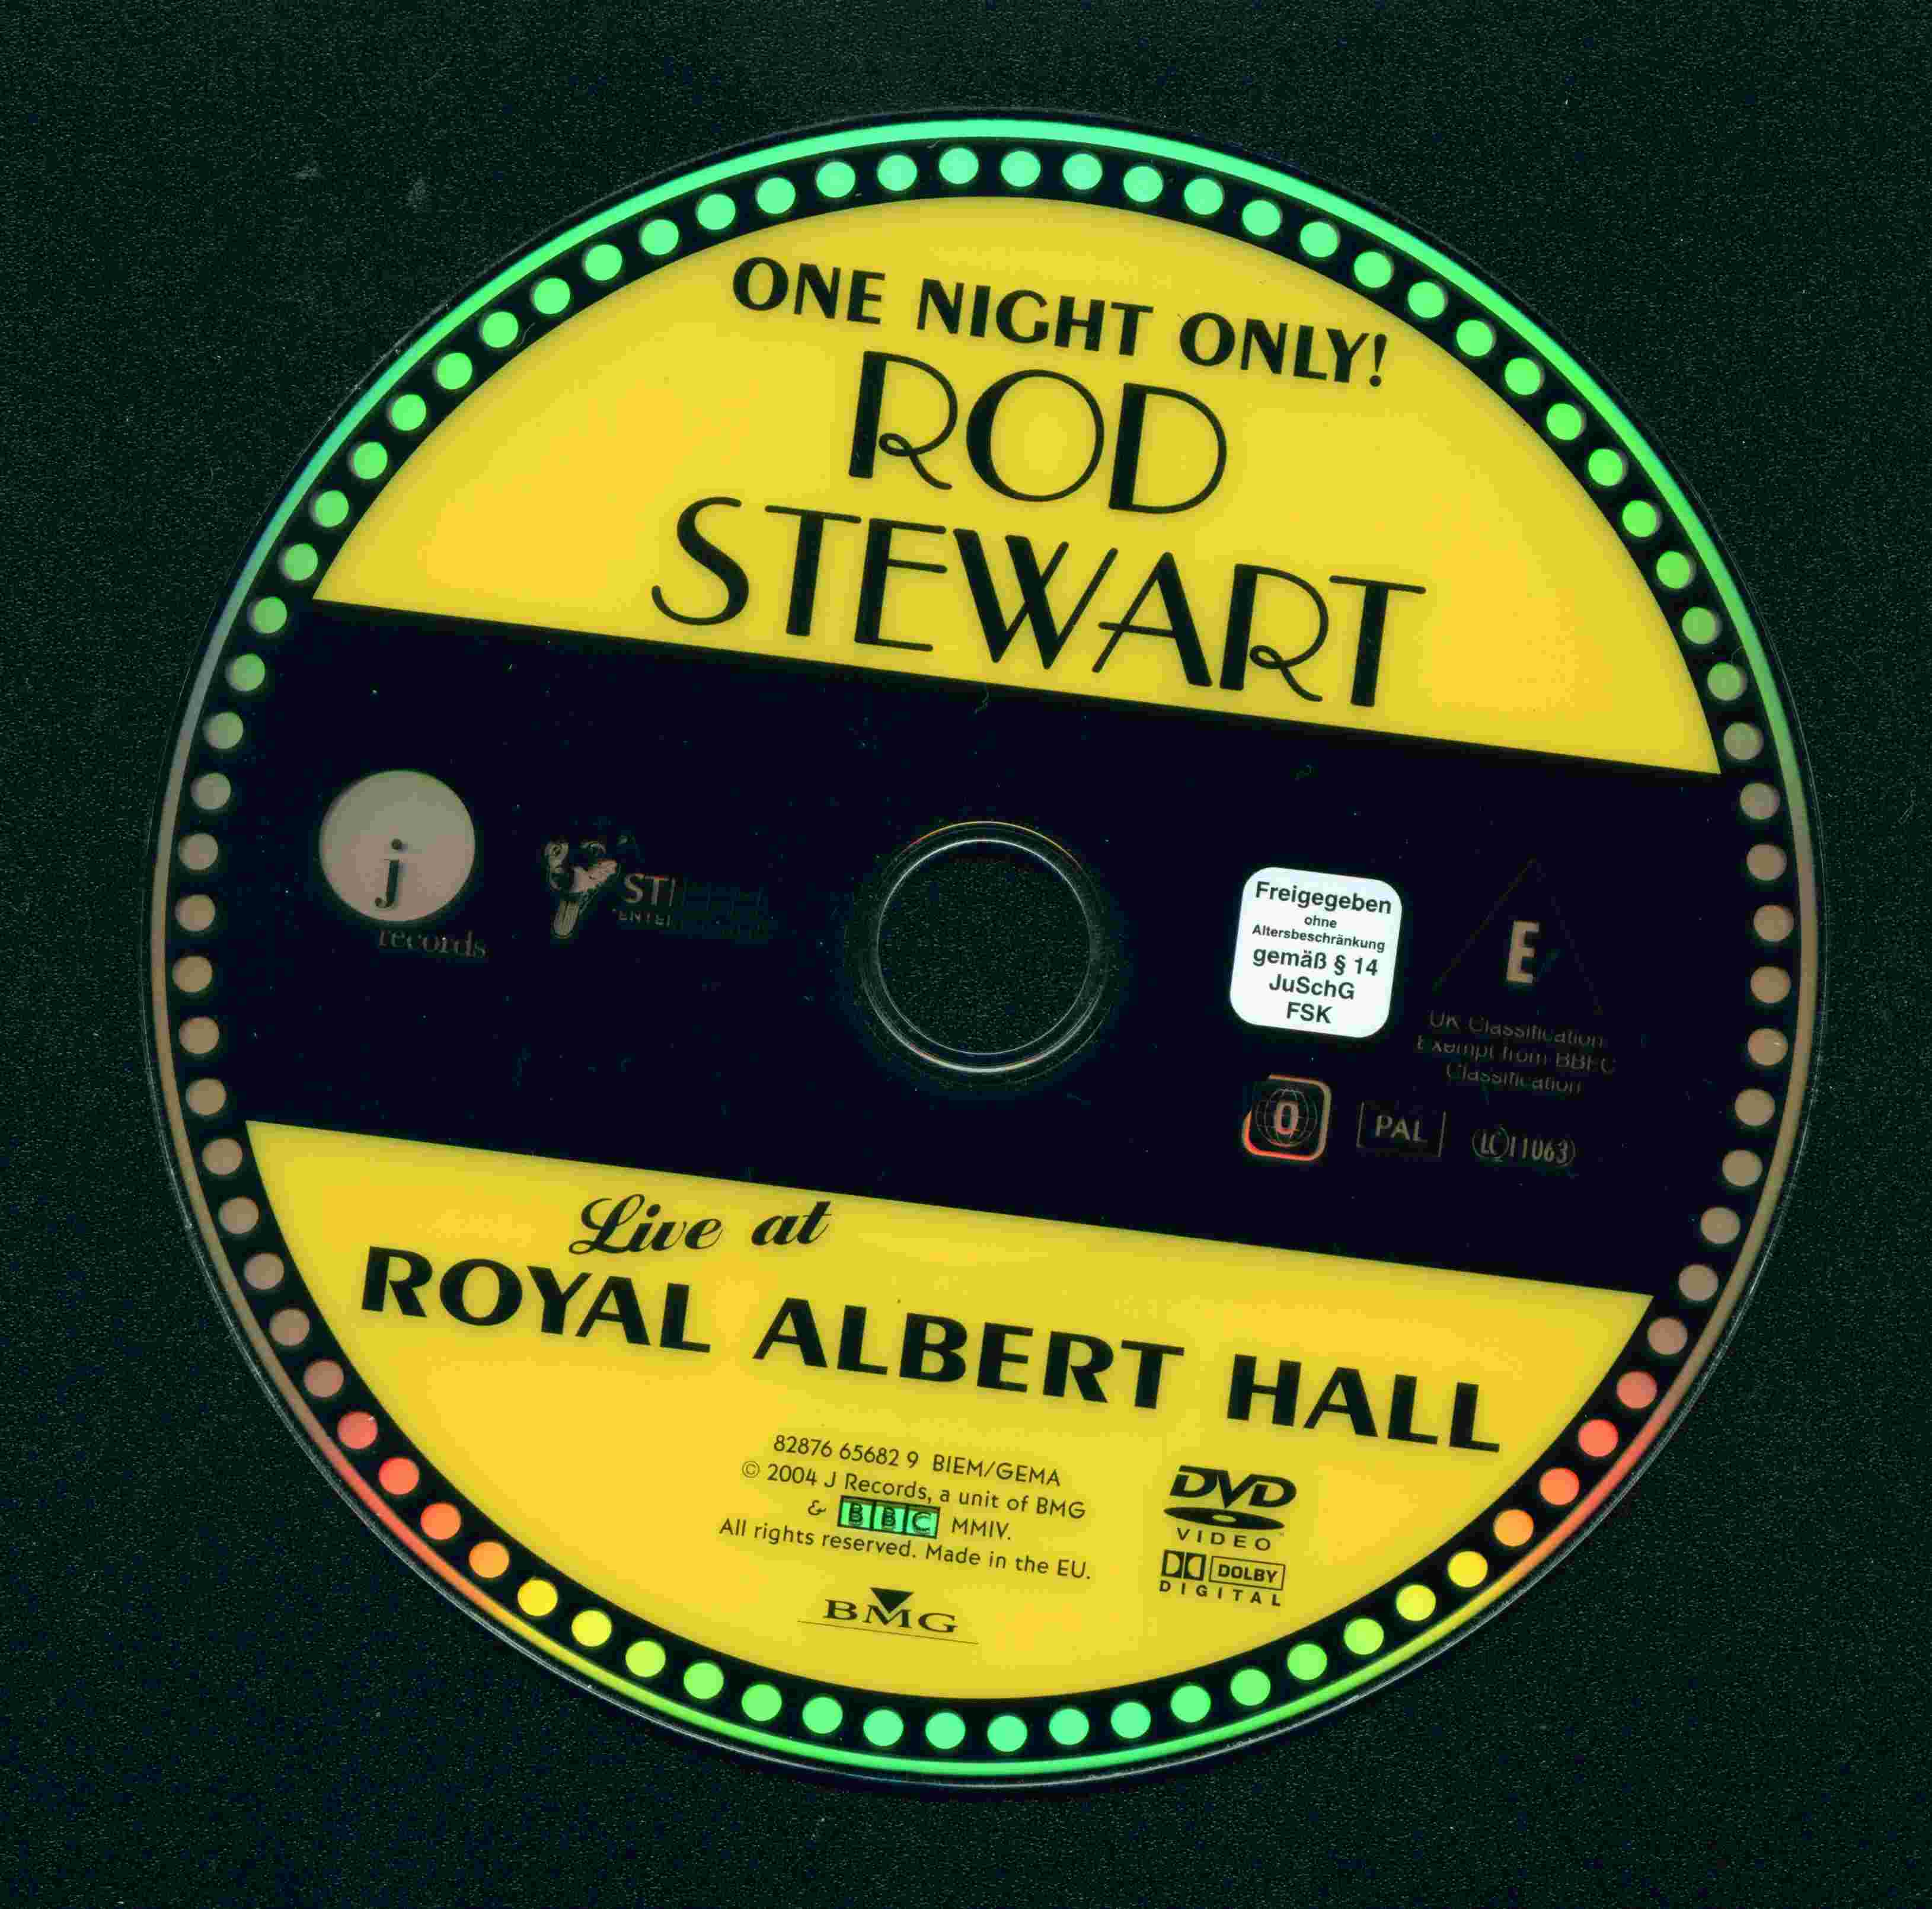 ONE NIGHT ONLY!
ROD
STEWART
j
records
Freigegeben
ohne
Altersbeschränkung
gemäß § 14
JuSchG
FSK
E
UK Classification
Exempt from BBFC
Classification
0
PAL
LC 11063
Live at
ROYAL ALBERT HALL
82876 65682 9 BIEM/GEMA
© 2004 J Records, a unit of BMG
& BBC MMIV.
All rights reserved. Made in the EU.
BMG
DVD
VIDEO
DOLBY
DIGITAL